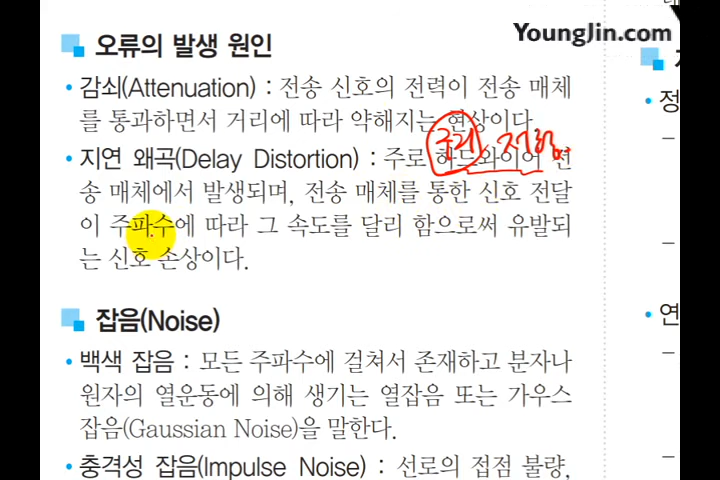 YoungJin.com
오류의 발생 원인
• 감쇠(Attenuation) : 전송 신호의 전력이 전송 매체
를 통과하면서 거리에 따라 약해지는 현상이다.
• 지연 왜곡(Delay Distortion) : 주로 하드와이어 전
송 매체에서 발생되며, 전송 매체를 통한 신호 전달
이 주파수에 따라 그 속도를 달리 함으로써 유발되
는 신호 손상이다.
잡음(Noise)
• 백색 잡음 : 모든 주파수에 걸쳐서 존재하고 분자나
원자의 열운동에 의해 생기는 열잡음 또는 가우스
잡음(Gaussian Noise)을 말한다.
• 충격성 잡음(Impulse Noise) : 선로의 접점 불량,
• 정
• 연